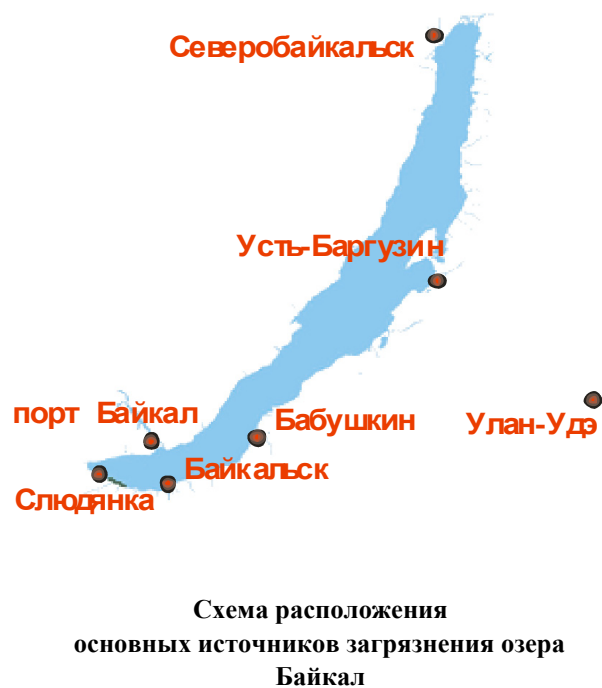 Северобайкальск
Усть-Баргузин
порт Байкал
Бабушкин
Улан-Удэ
Байкальск
Слюдянка
Схема расположения
основных источников загрязнения озера
Байкал